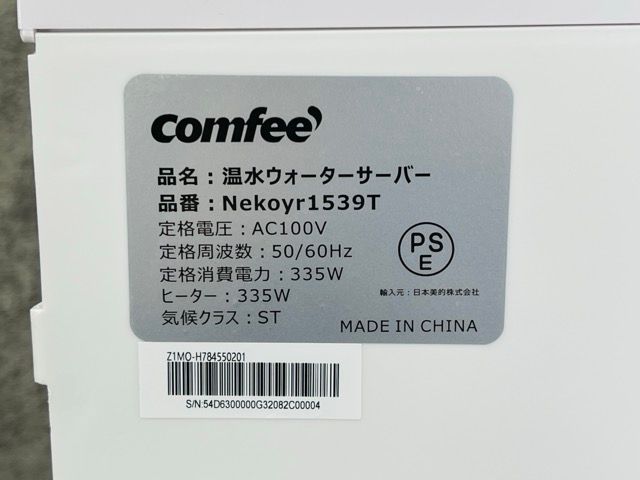 comfee'
品名：温水ウォーターサーバー
品番：Nekoyr1539T
定格電圧：AC100V
定格周波数：50/60Hz
定格消費電力：335W
ヒーター：335W
気候クラス：ST
PS
E
輸入元：日本美的株式会社
MADE IN CHINA
Z1MO-H784550201
S/N:54D6300000G32082C00004